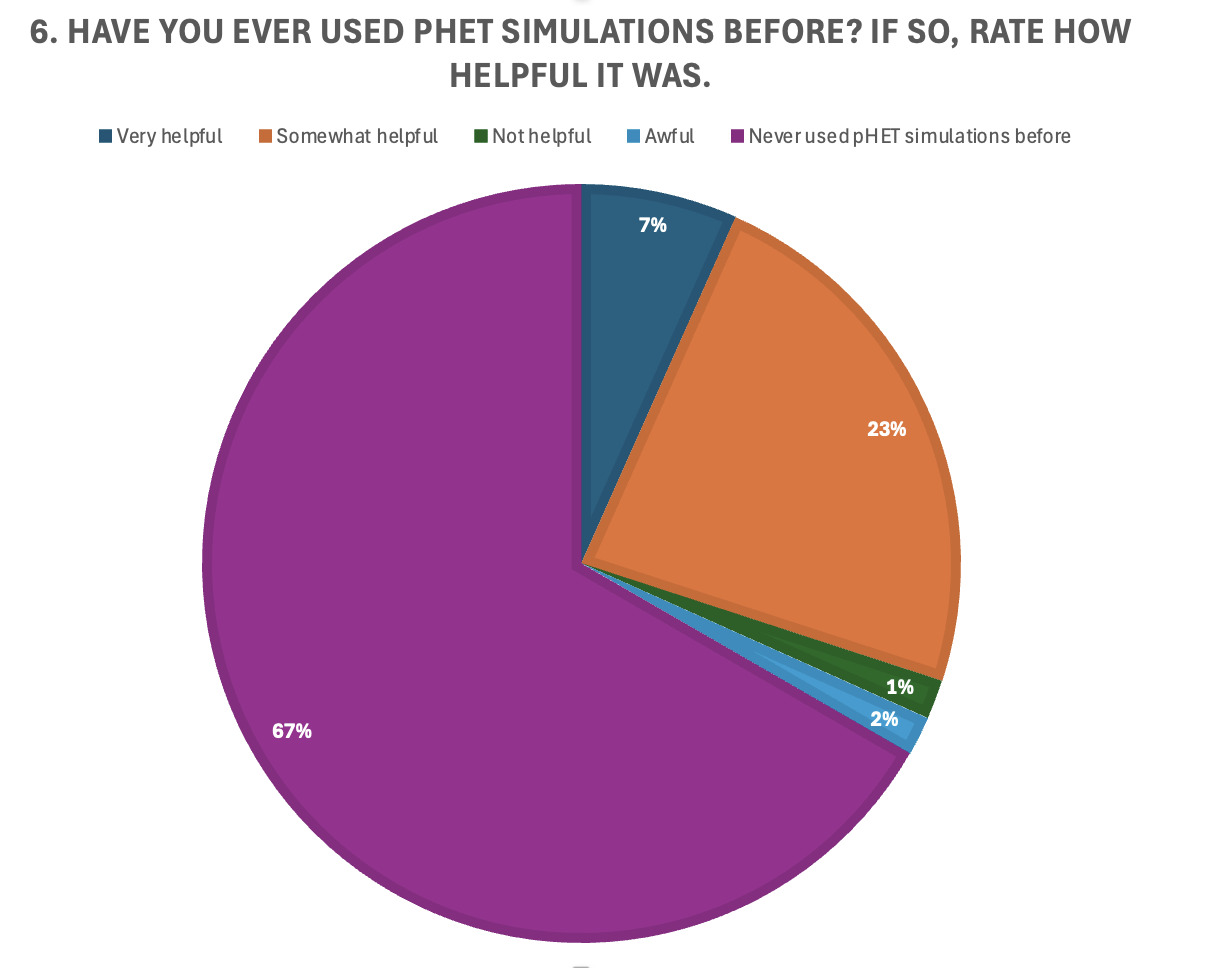 6. HAVE YOU EVER USED PHET SIMULATIONS BEFORE? IF SO, RATE HOW
HELPFUL IT WAS.
Very helpful Somewhat helpful Not helpful Awful Never used pHET simulations before
7%
23%
1%
2%
67%